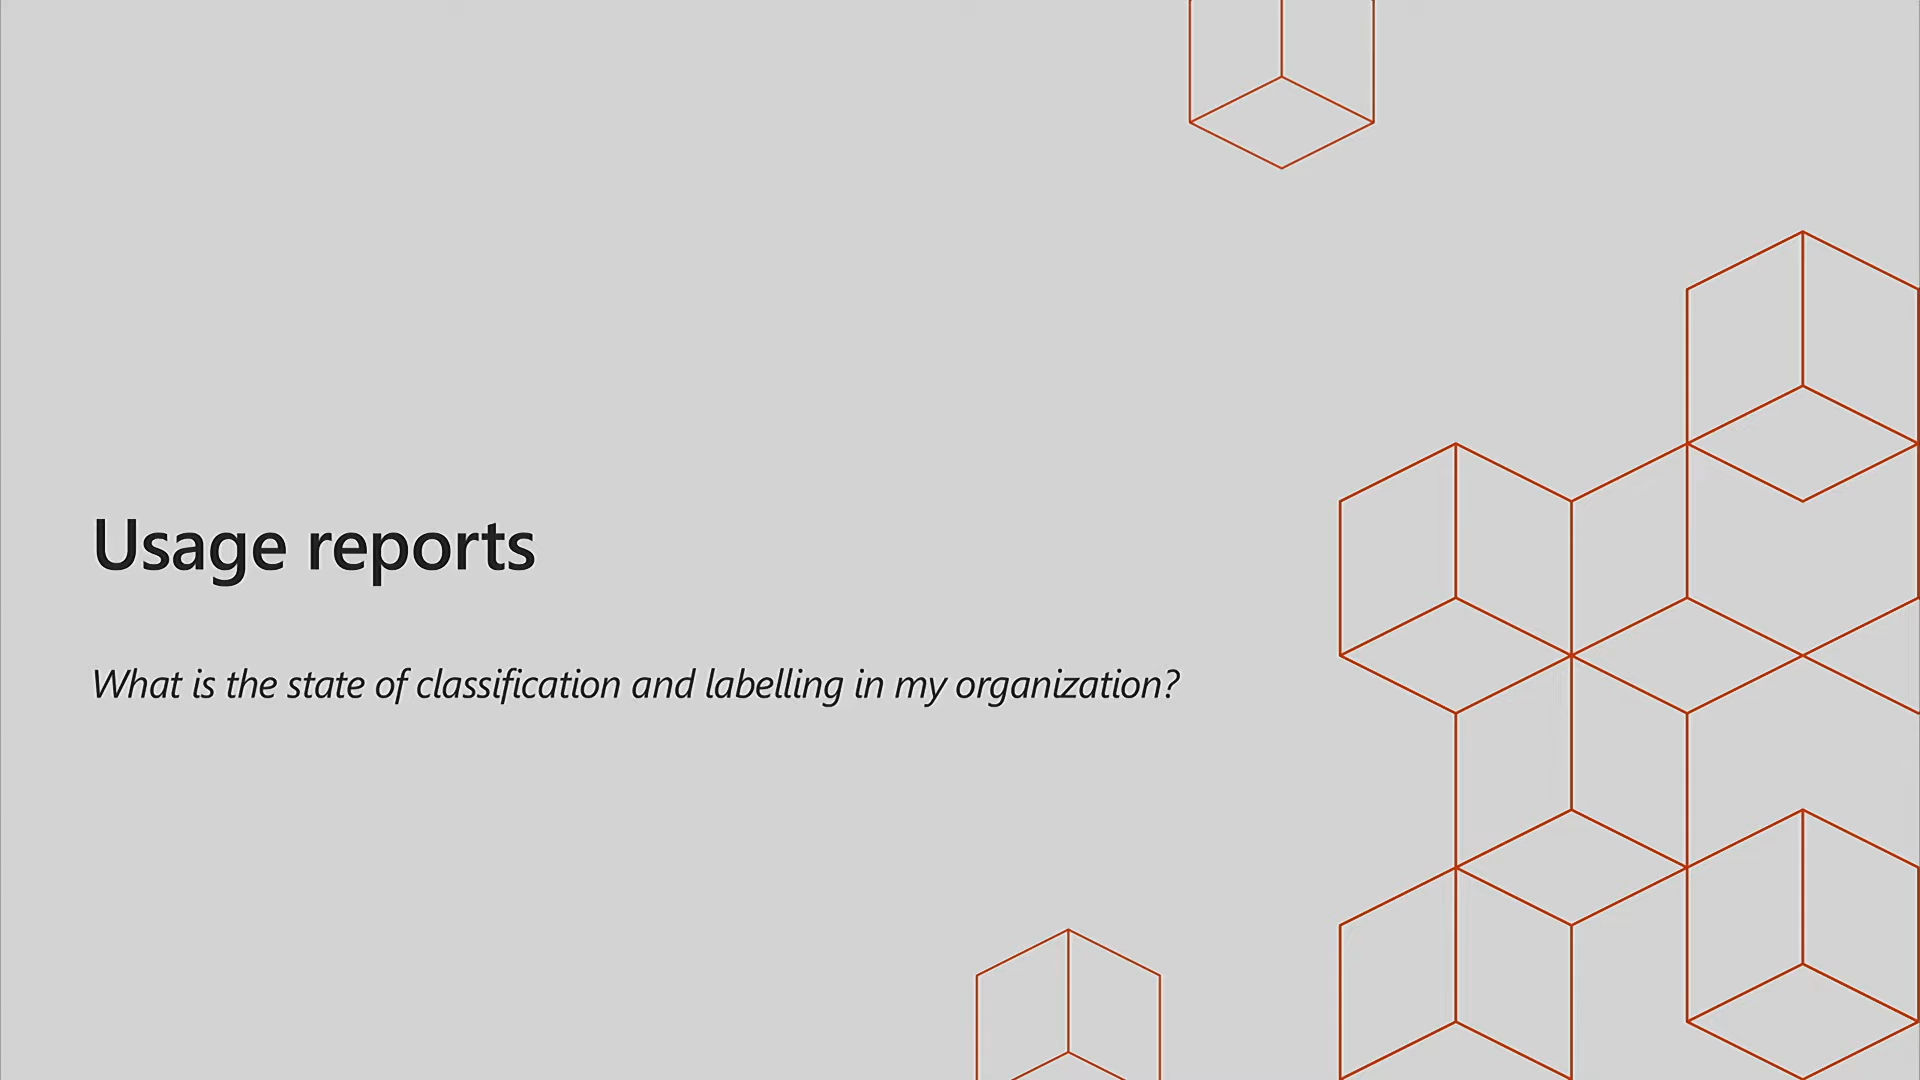 Usage reports
What is the state of classification and labelling in my organization?